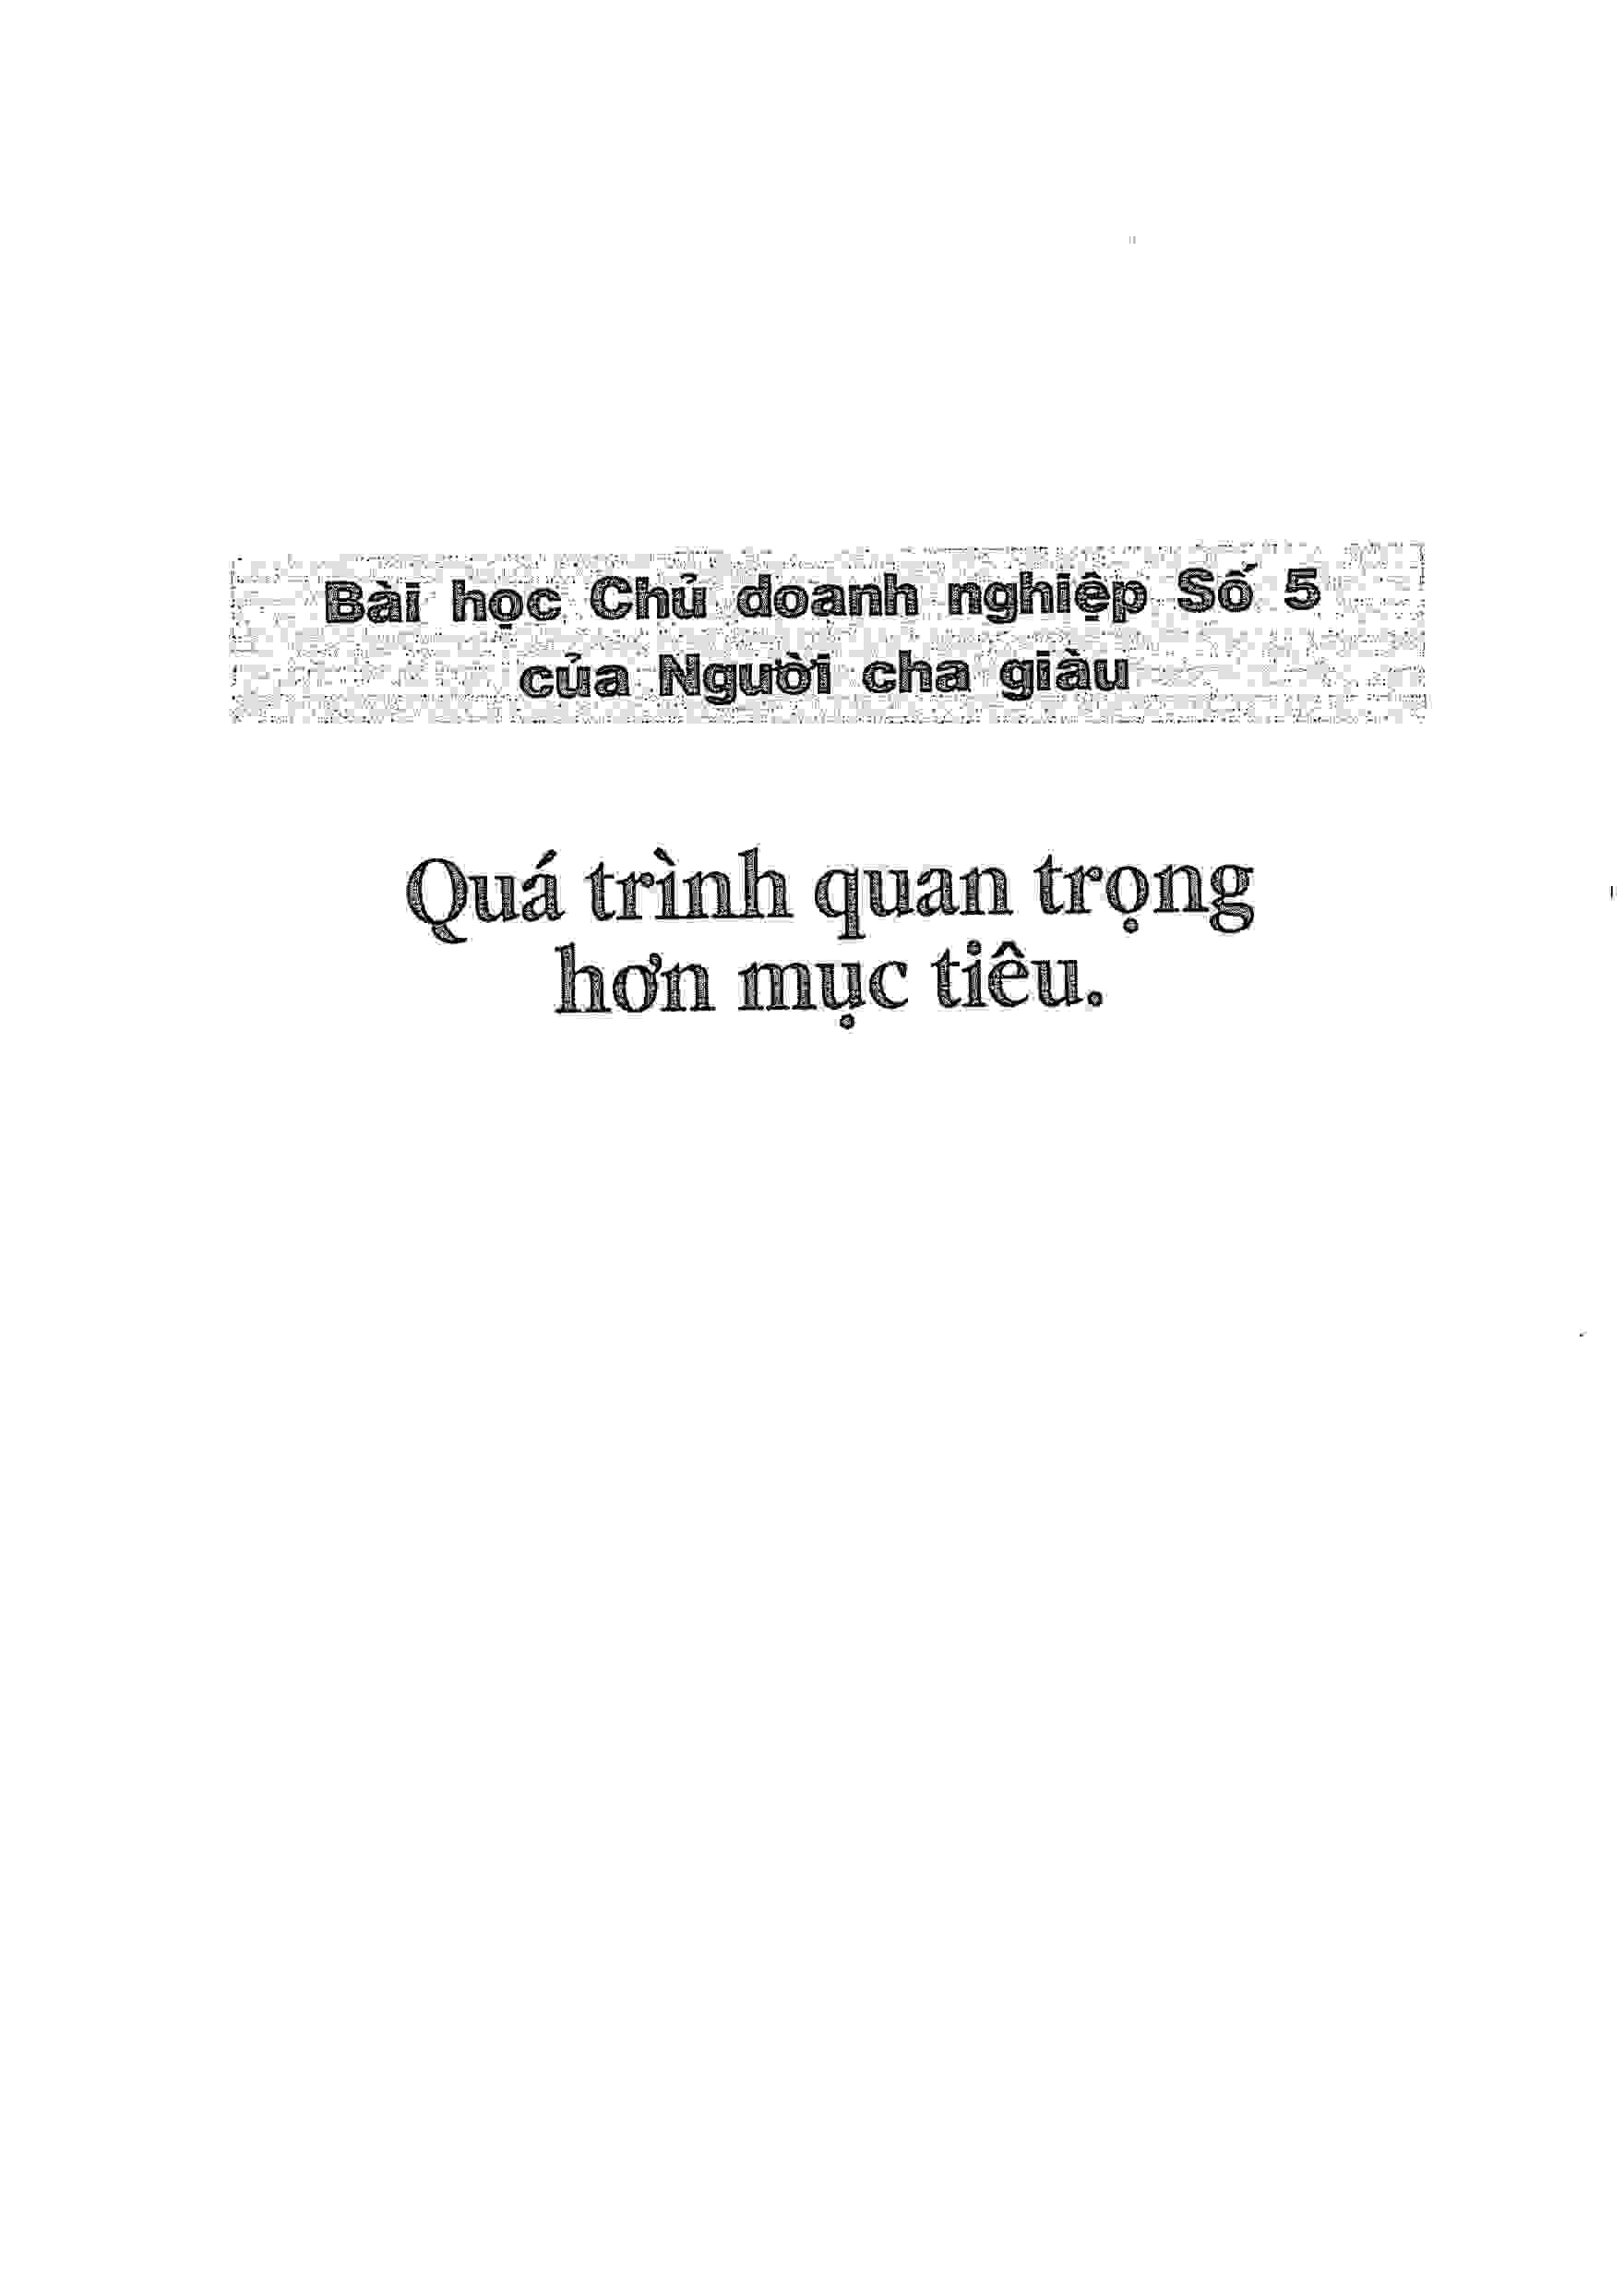 Bài học Chủ doanh nghiệp Số 5
của Người cha giàu
Quá trình quan trọng
hơn mục tiêu.